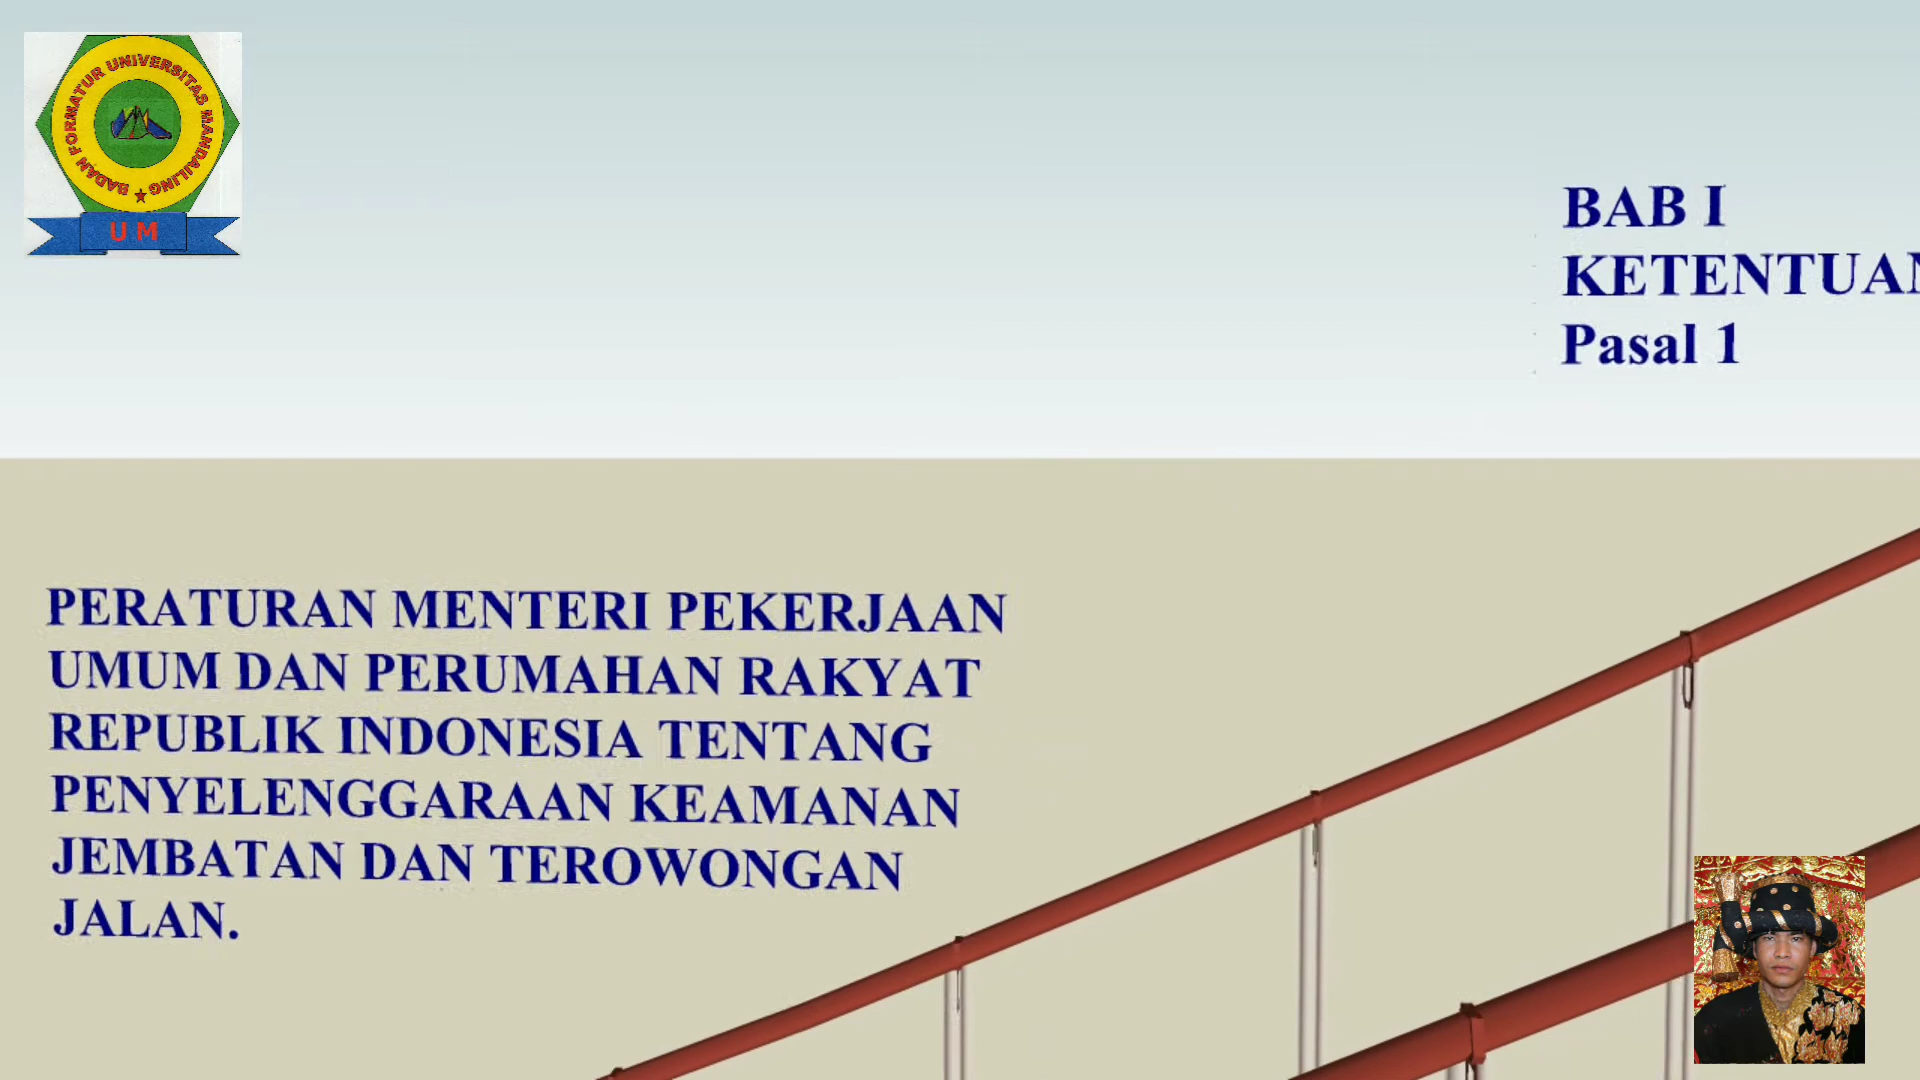 BADAN FORMATUR UNIVERSITAS MANDAILING
U M
BAB I
KETENTUAN
Pasal 1
PERATURAN MENTERI PEKERJAAN
UMUM DAN PERUMAHAN RAKYAT
REPUBLIK INDONESIA TENTANG
PENYELENGGARAAN KEAMANAN
JEMBATAN DAN TEROWONGAN
JALAN.